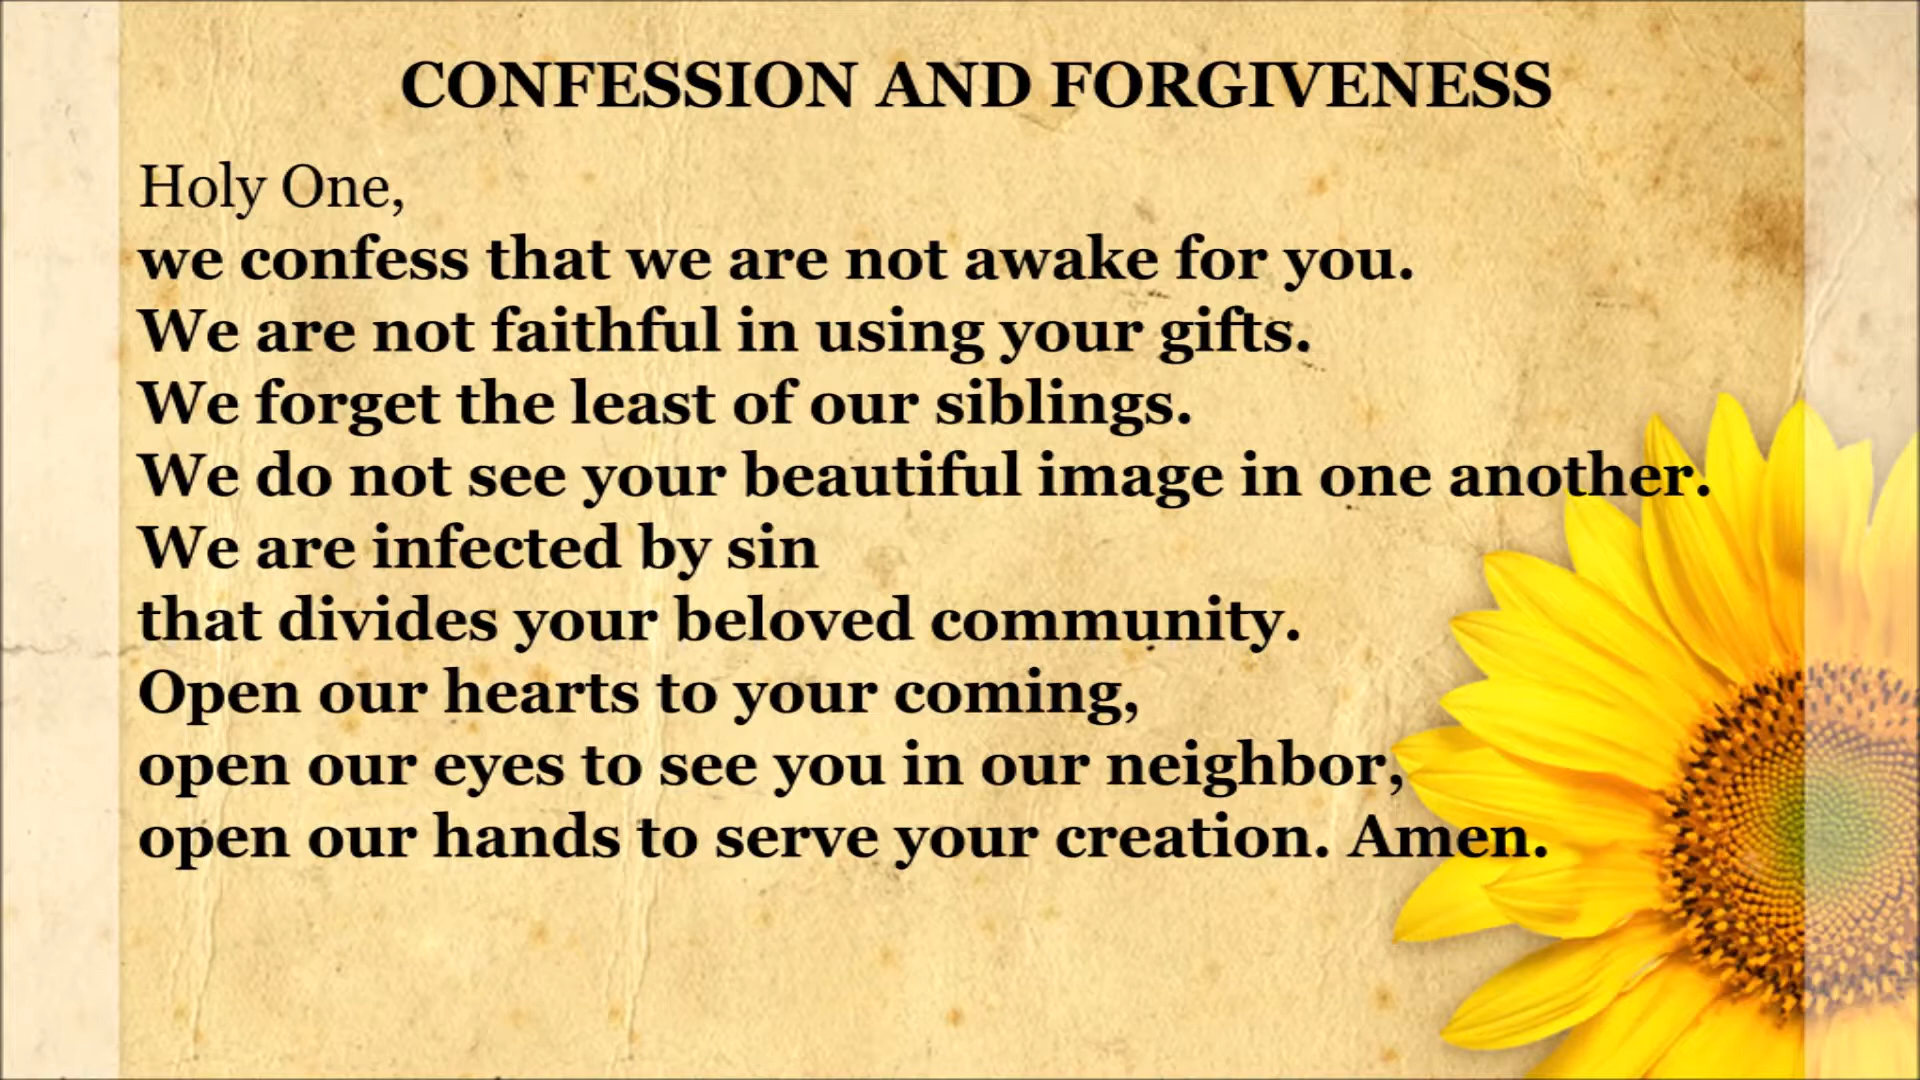 CONFESSION AND FORGIVENESS
Holy One,
we confess that we are not awake for you.
We are not faithful in using your gifts.
We forget the least of our siblings.
We do not see your beautiful image in one another.
We are infected by sin
that divides your beloved community.
Open our hearts to your coming,
open our eyes to see you in our neighbor,
open our hands to serve your creation. Amen.